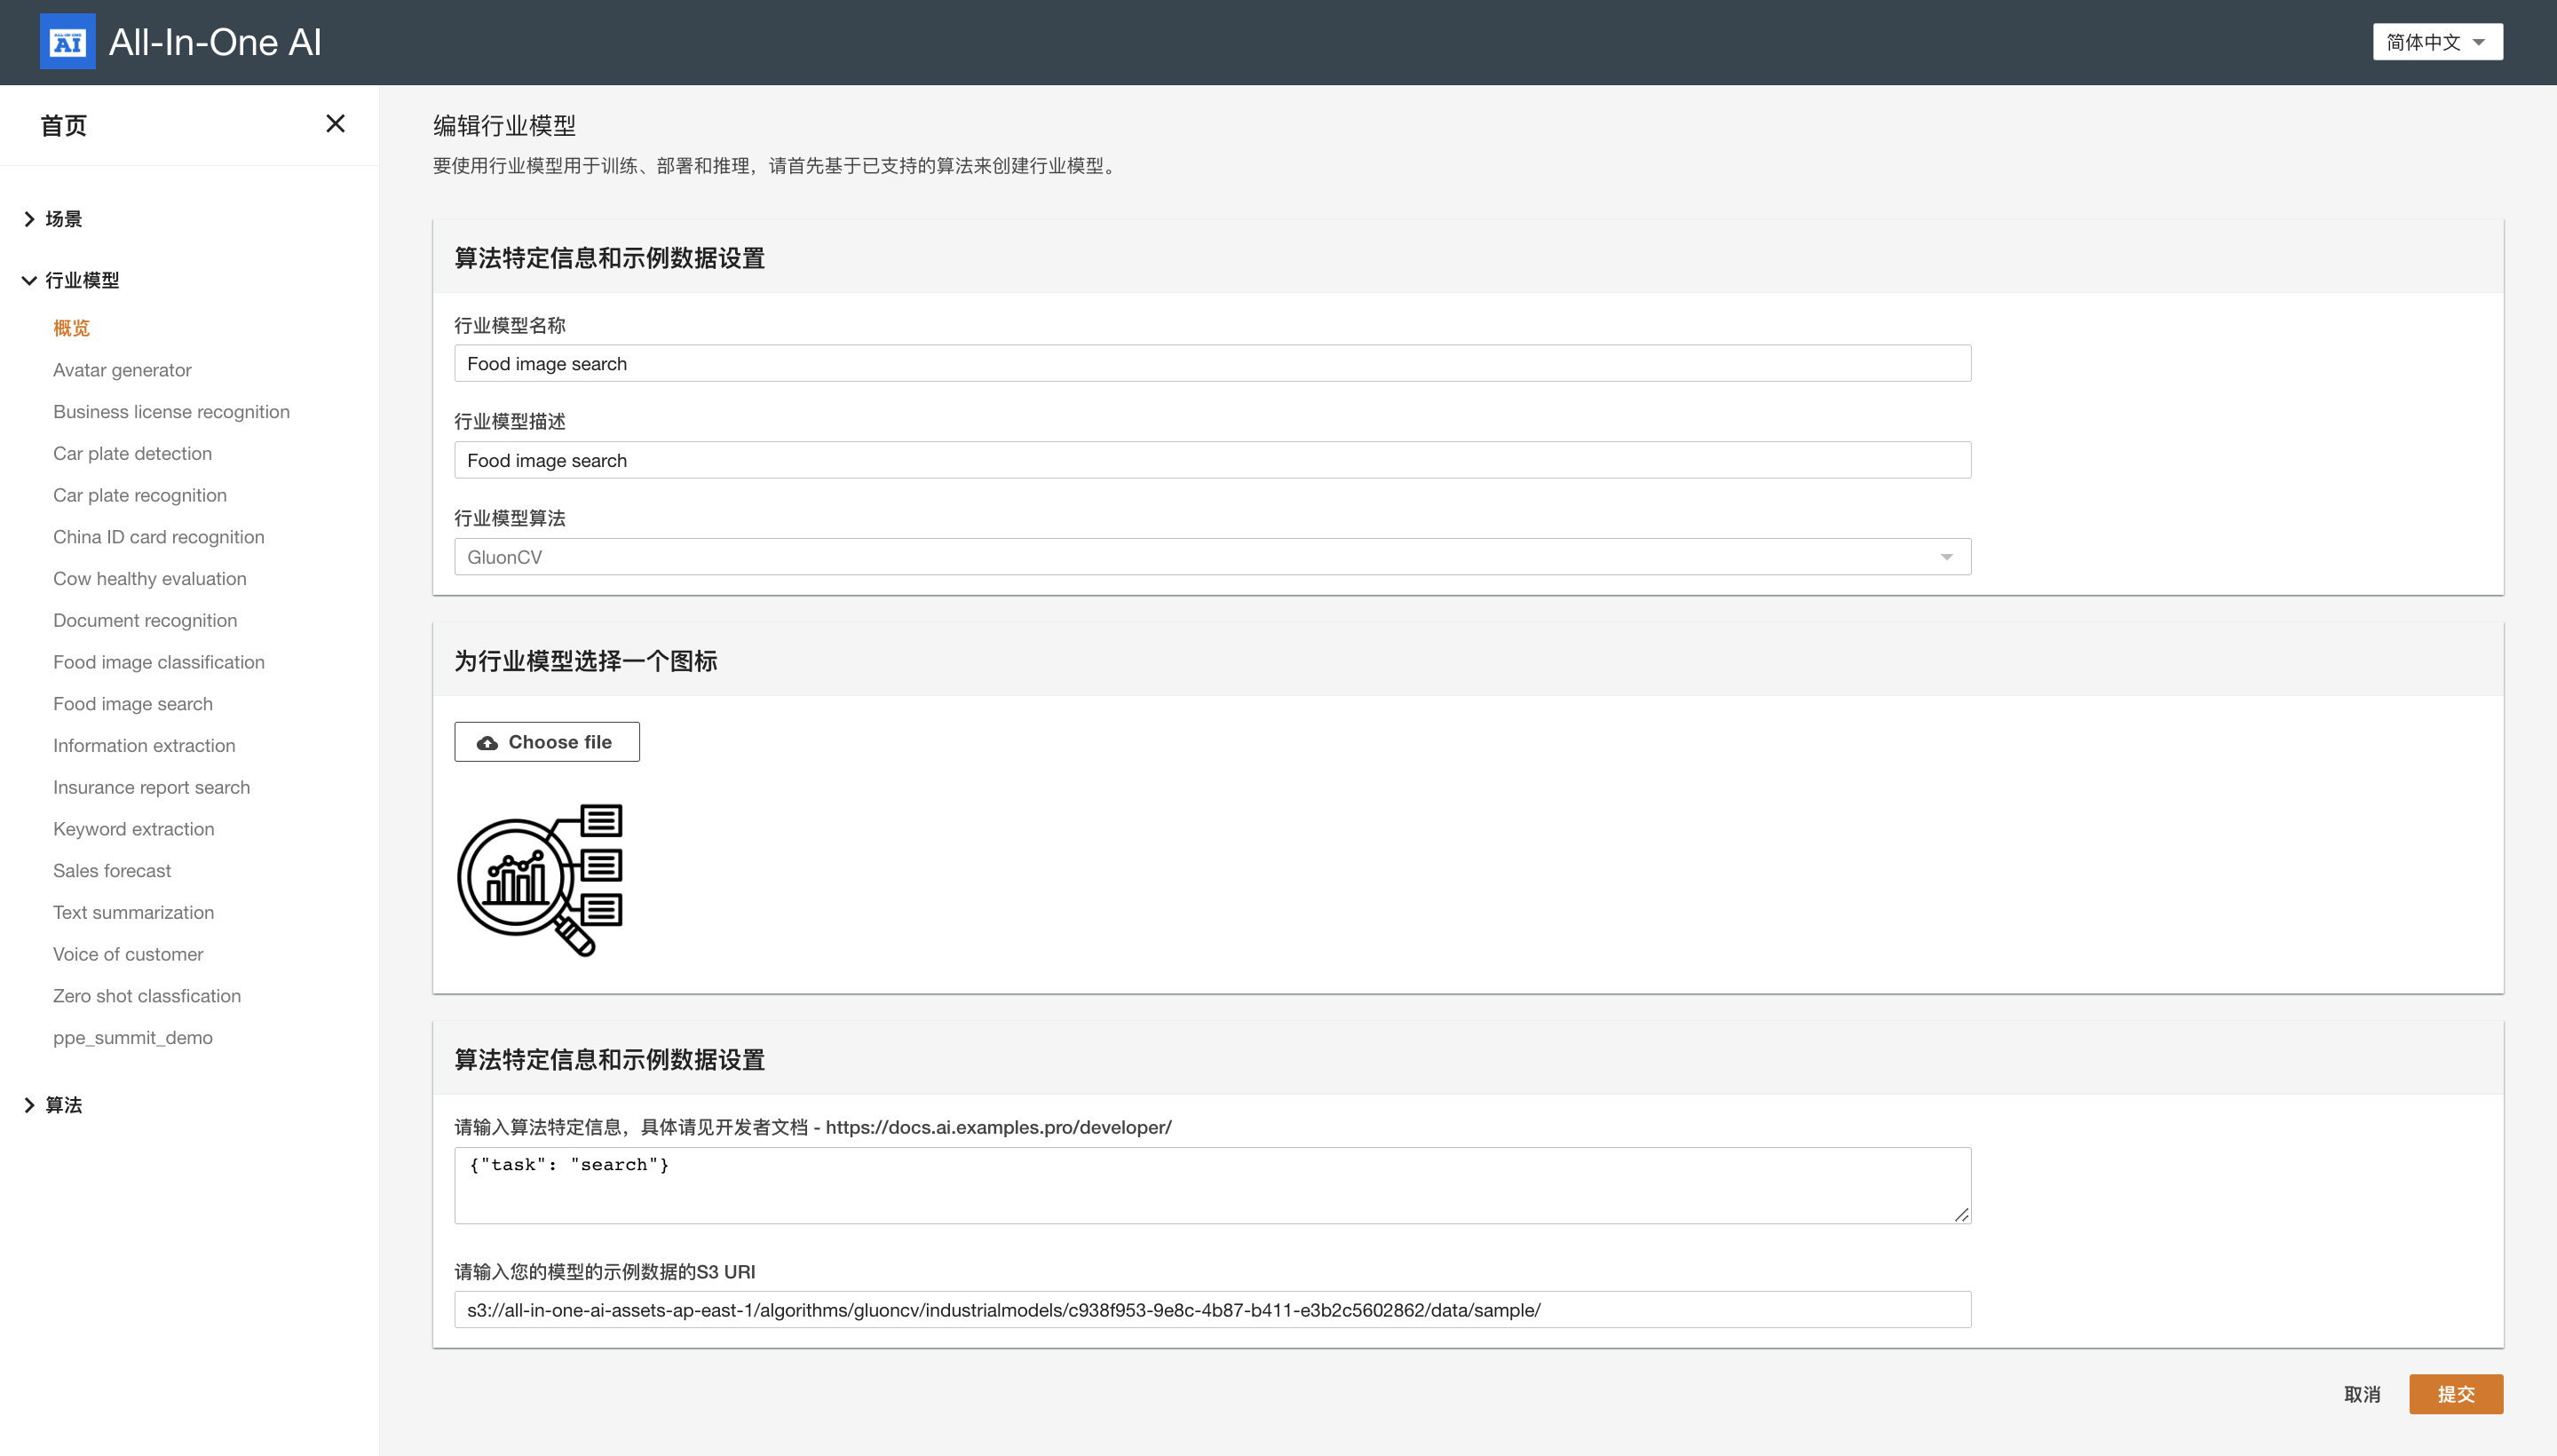 ALL-IN-ONE
AI
All-In-One AI
简体中文
首页
场景
行业模型
概览
Avatar generator
Business license recognition
Car plate detection
Car plate recognition
China ID card recognition
Cow healthy evaluation
Document recognition
Food image classification
Food image search
Information extraction
Insurance report search
Keyword extraction
Sales forecast
Text summarization
Voice of customer
Zero shot classfication
ppe_summit_demo
算法
编辑行业模型
要使用行业模型用于训练、部署和推理，请首先基于已支持的算法来创建行业模型。
算法特定信息和示例数据设置
行业模型名称
Food image search
行业模型描述
Food image search
行业模型算法
GluonCV
为行业模型选择一个图标
Choose file
算法特定信息和示例数据设置
请输入算法特定信息，具体请见开发者文档 - https://docs.ai.examples.pro/developer/
{"task": "search"}
请输入您的模型的示例数据的S3 URI
s3://all-in-one-ai-assets-ap-east-1/algorithms/gluoncv/industrialmodels/c938f953-9e8c-4b87-b411-e3b2c5602862/data/sample/
取消
提交